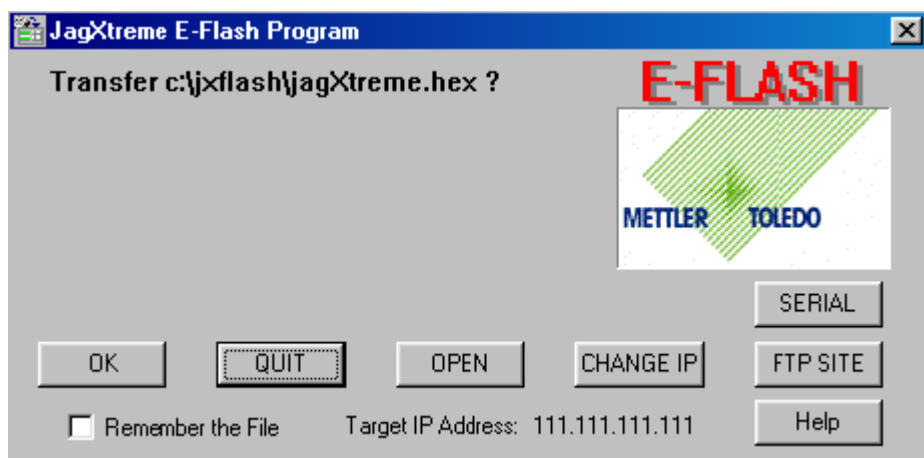 JagXtreme E-Flash Program
Transfer c:\jxflash\jagXtreme.hex ?
E-FLASH
METTLER TOLEDO
SERIAL
OK QUIT OPEN CHANGE IP FTP SITE
Remember the File Target IP Address: 111.111.111.111 Help